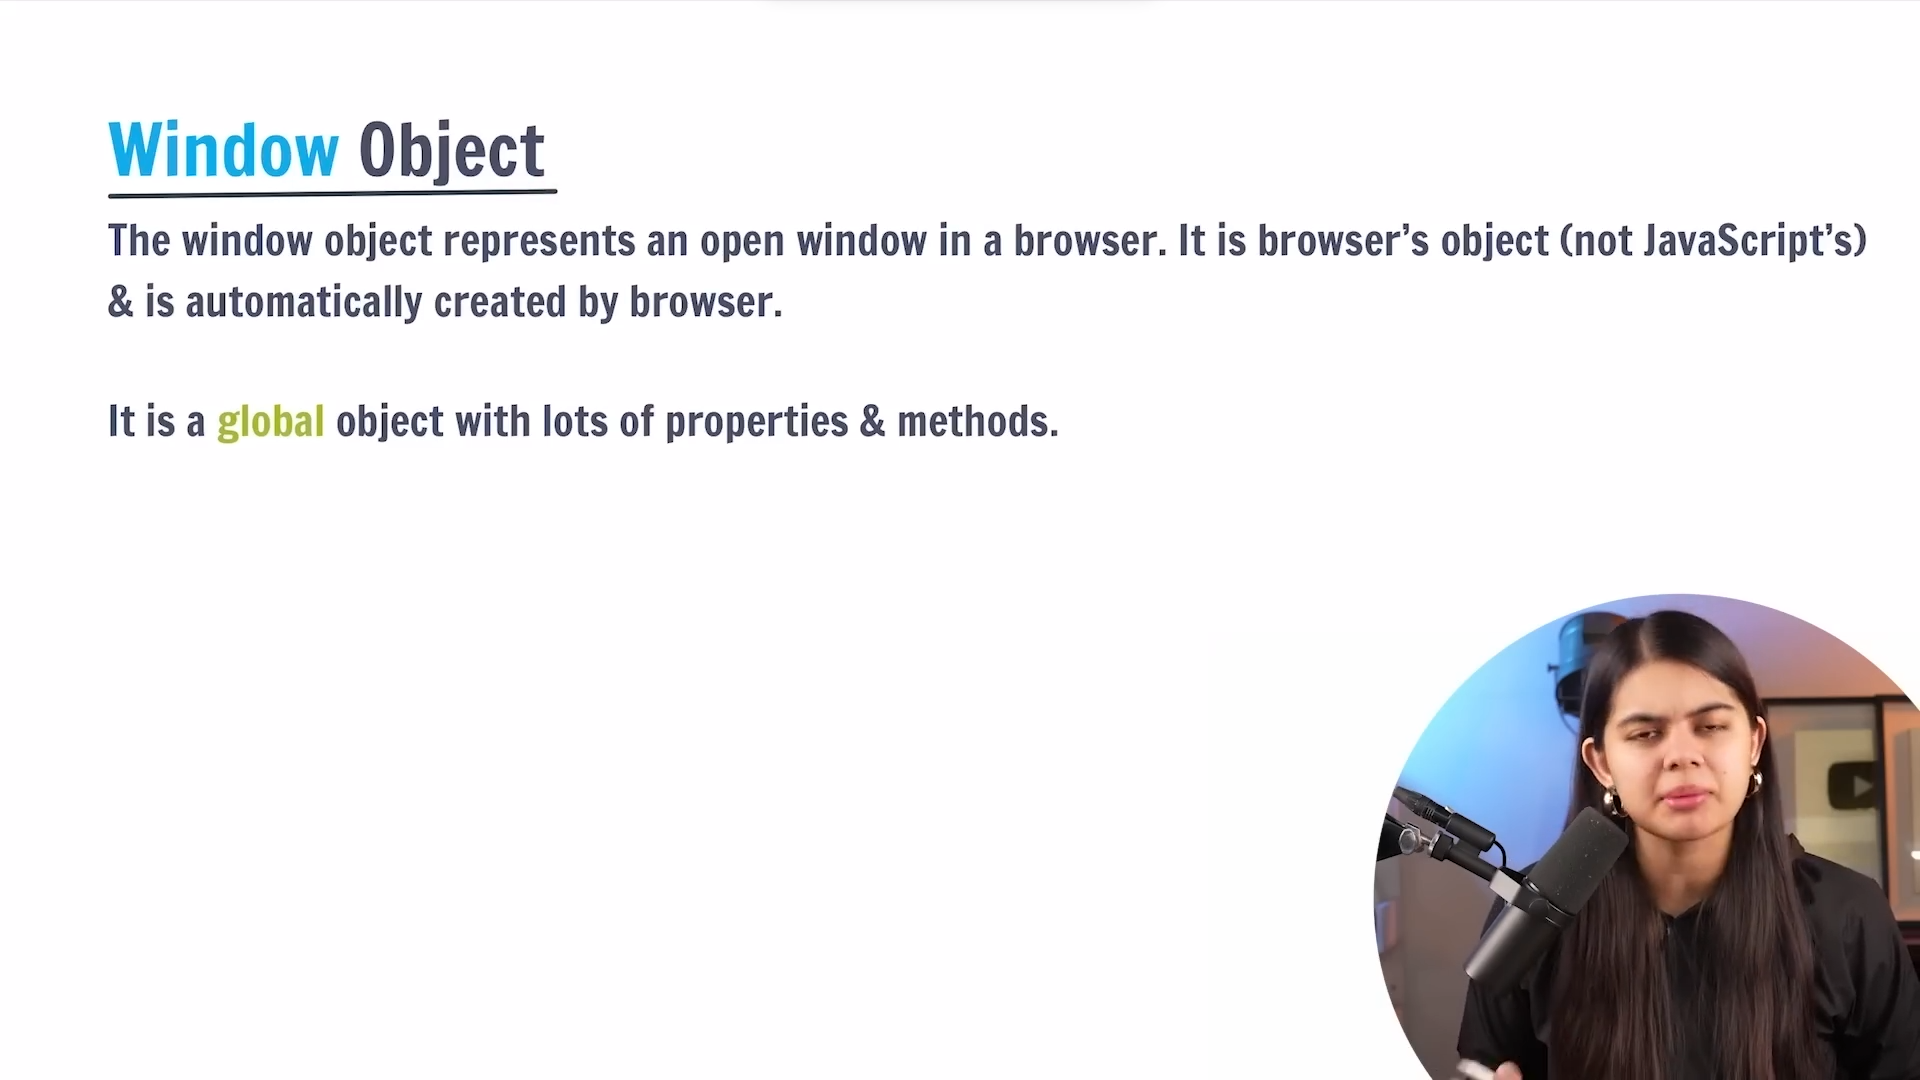 Window Object
The window object represents an open window in a browser. It is browser’s object (not JavaScript’s)
& is automatically created by browser.
It is a global object with lots of properties & methods.